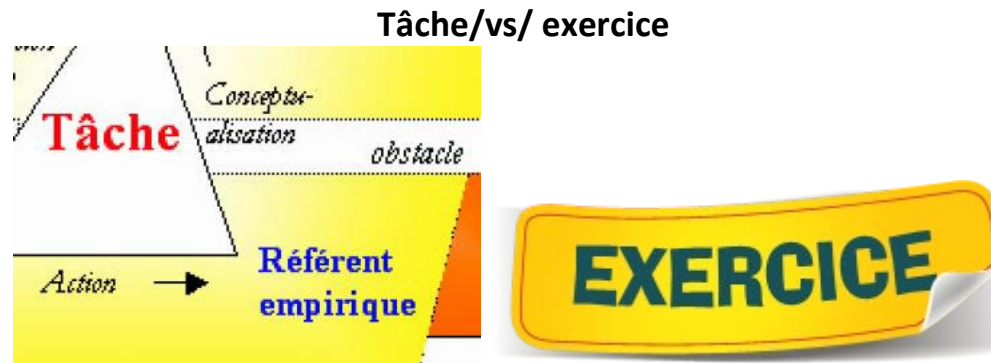 Tâche/vs/ exercice
Conceptu-
Tâche
alisation
obstacle
Référent
Action
empirique
EXERCICE